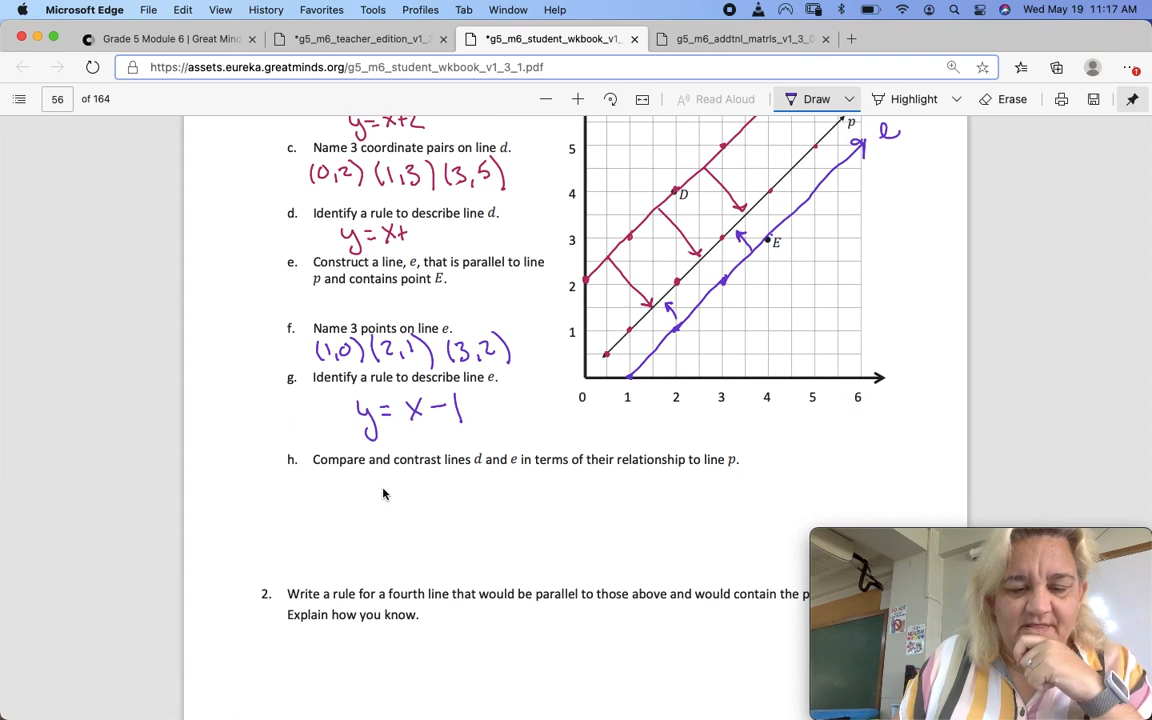 Microsoft Edge File Edit View History Favorites Tools Profiles Tab Window Help Wed May 19 11:17 AM
Grade 5 Module 6 | Great Mind *g5_m6_teacher_edition_v1_3 *g5_m6_student_wkbook_v1_ g5_m6_addtnl_matrls_v1_3_0
https://assets.eureka.greatminds.org/g5_m6_student_wkbook_v1_3_1.pdf
56 of 164 Read Aloud Draw Highlight Erase
y=x+2
c. Name 3 coordinate pairs on line d.
(0,2) (1,3) (3,5)
d. Identify a rule to describe line d.
y=x+
e. Construct a line, e, that is parallel to line
p and contains point E.
f. Name 3 points on line e.
(1,0) (2,1) (3,2)
g. Identify a rule to describe line e.
y = x - 1
p
e
5
4
D
3
E
2
1
0 1 2 3 4 5 6
h. Compare and contrast lines d and e in terms of their relationship to line p.
2. Write a rule for a fourth line that would be parallel to those above and would contain the p
Explain how you know.